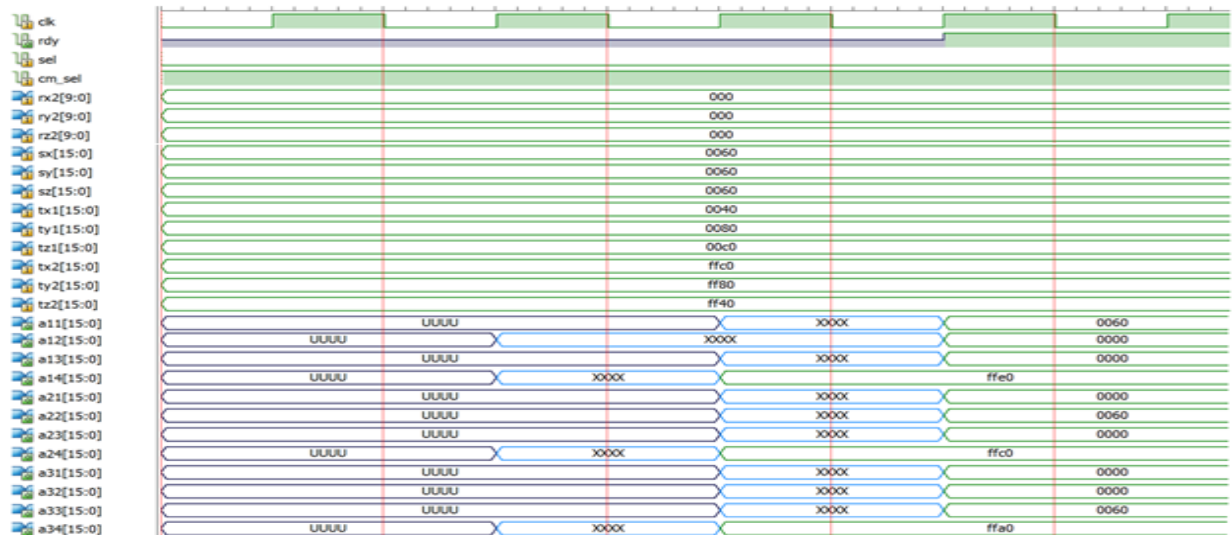 clk
rdy
sel
cm_sel
rx2[9:0] 000
ry2[9:0] 000
rz2[9:0] 000
sx[15:0] 0060
sy[15:0] 0060
sz[15:0] 0060
tx1[15:0] 0040
ty1[15:0] 0080
tz1[15:0] 00c0
tx2[15:0] ffc0
ty2[15:0] ff80
tz2[15:0] ff40
a11[15:0] UUUU XXXX 0060
a12[15:0] UUUU XXXX 0000
a13[15:0] UUUU XXXX 0000
a14[15:0] UUUU XXXX ffe0
a21[15:0] UUUU XXXX 0000
a22[15:0] UUUU XXXX 0060
a23[15:0] UUUU XXXX 0000
a24[15:0] UUUU XXXX ffc0
a31[15:0] UUUU XXXX 0000
a32[15:0] UUUU XXXX 0000
a33[15:0] UUUU XXXX 0060
a34[15:0] UUUU XXXX ffa0